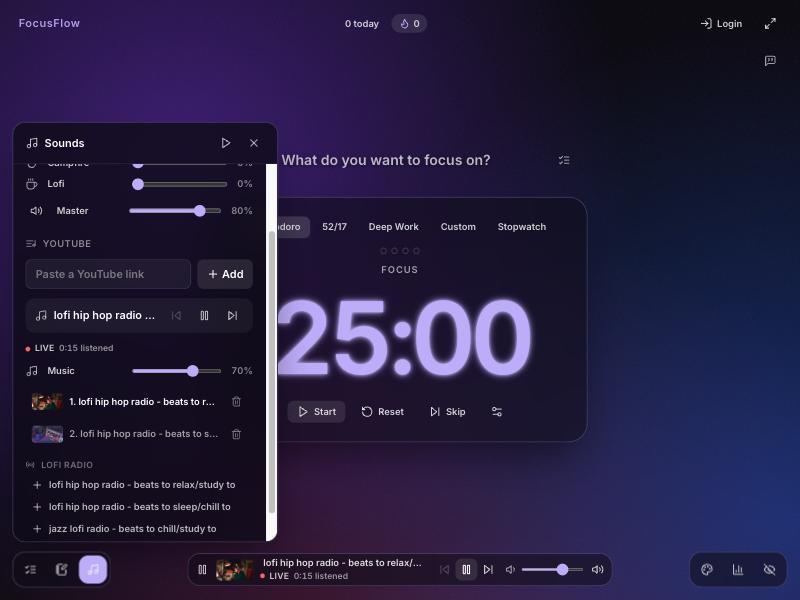 FocusFlow
0 today
0
Login
Sounds
Campfire 0%
Lofi 0%
Master 80%
YOUTUBE
Paste a YouTube link
Add
lofi hip hop radio ...
LIVE 0:15 listened
Music 70%
1. lofi hip hop radio - beats to r...
2. lofi hip hop radio - beats to s...
LOFI RADIO
lofi hip hop radio - beats to relax/study to
lofi hip hop radio - beats to sleep/chill to
jazz lofi radio - beats to chill/study to
What do you want to focus on?
odoro 52/17 Deep Work Custom Stopwatch
FOCUS
25:00
Start Reset Skip
lofi hip hop radio - beats to relax/...
LIVE 0:15 listened